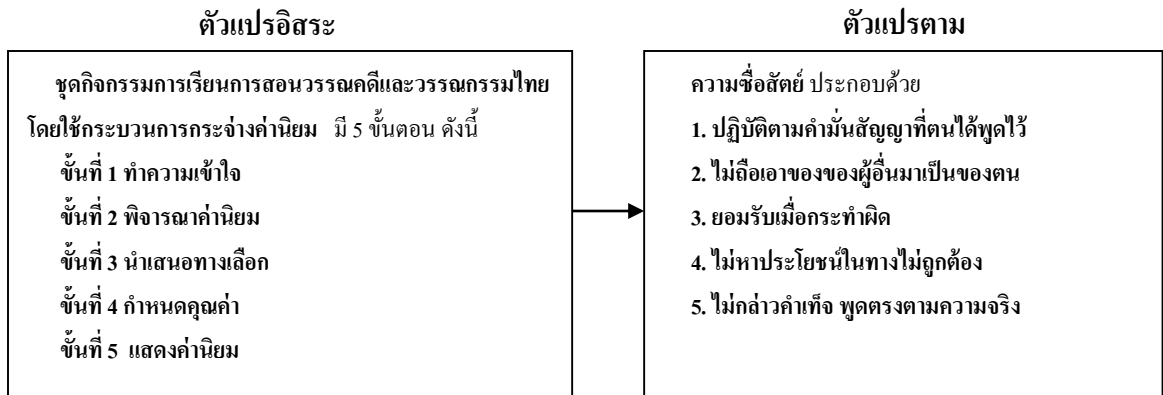 ตัวแปรอิสระ
ชุดกิจกรรมการเรียนการสอนวรรณคดีและวรรณกรรมไทย
โดยใช้กระบวนการกระจ่างค่านิยม มี 5 ขั้นตอน ดังนี้
ขั้นที่ 1 ทำความเข้าใจ
ขั้นที่ 2 พิจารณาค่านิยม
ขั้นที่ 3 นำเสนอทางเลือก
ขั้นที่ 4 กำหนดคุณค่า
ขั้นที่ 5 แสดงค่านิยม
ตัวแปรตาม
ความซื่อสัตย์ ประกอบด้วย
1. ปฏิบัติตามคำมั่นสัญญาที่ตนได้พูดไว้
2. ไม่ถือเอาของของผู้อื่นมาเป็นของตน
3. ยอมรับเมื่อกระทำผิด
4. ไม่หาประโยชน์ในทางไม่ถูกต้อง
5. ไม่กล่าวคำเท็จ พูดตรงตามความจริง